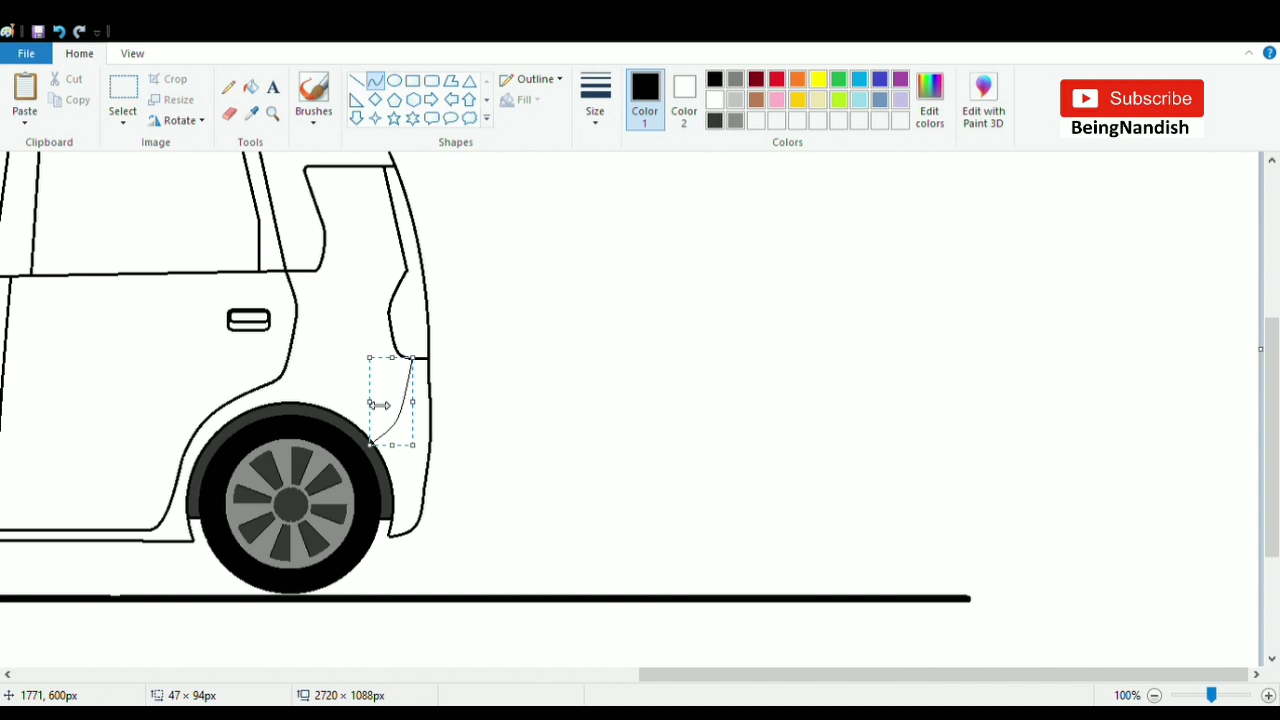 File Home View
Paste
Cut
Copy
Clipboard
Select
Crop
Resize
Rotate
Image
A
Tools
Brushes
Outline
Fill
Shapes
Size
Color
1
Color
2
Edit
colors
Colors
Edit with
Paint 3D
Subscribe
BeingNandish
1771, 600px 47 × 94px 2720 × 1088px 100%